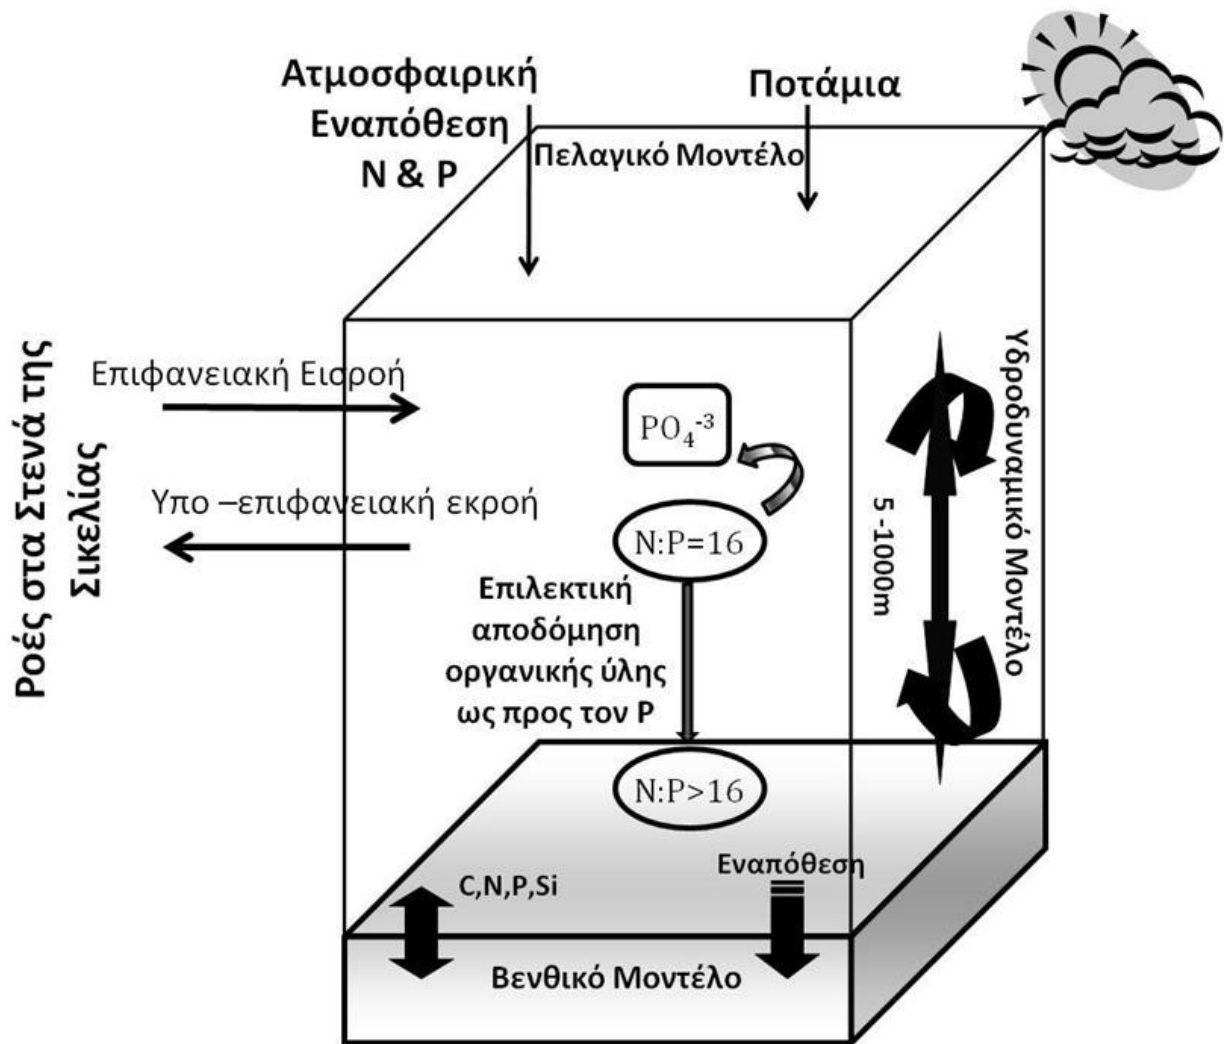 Ατμοσφαιρική
Εναπόθεση
N & P
Ποτάμια
Πελαγικό Μοντέλο
Ροές στα Στενά της
Σικελίας
Επιφανειακή Εισροή
Υπο –επιφανειακή εκροή
PO₄⁻³
N:P=16
Επιλεκτική
αποδόμηση
οργανικής ύλης
ως προς τον P
N:P>16
5 -1000m
Υδροδυναμικό Μοντέλο
C,N,P,Si
Εναπόθεση
Βενθικό Μοντέλο